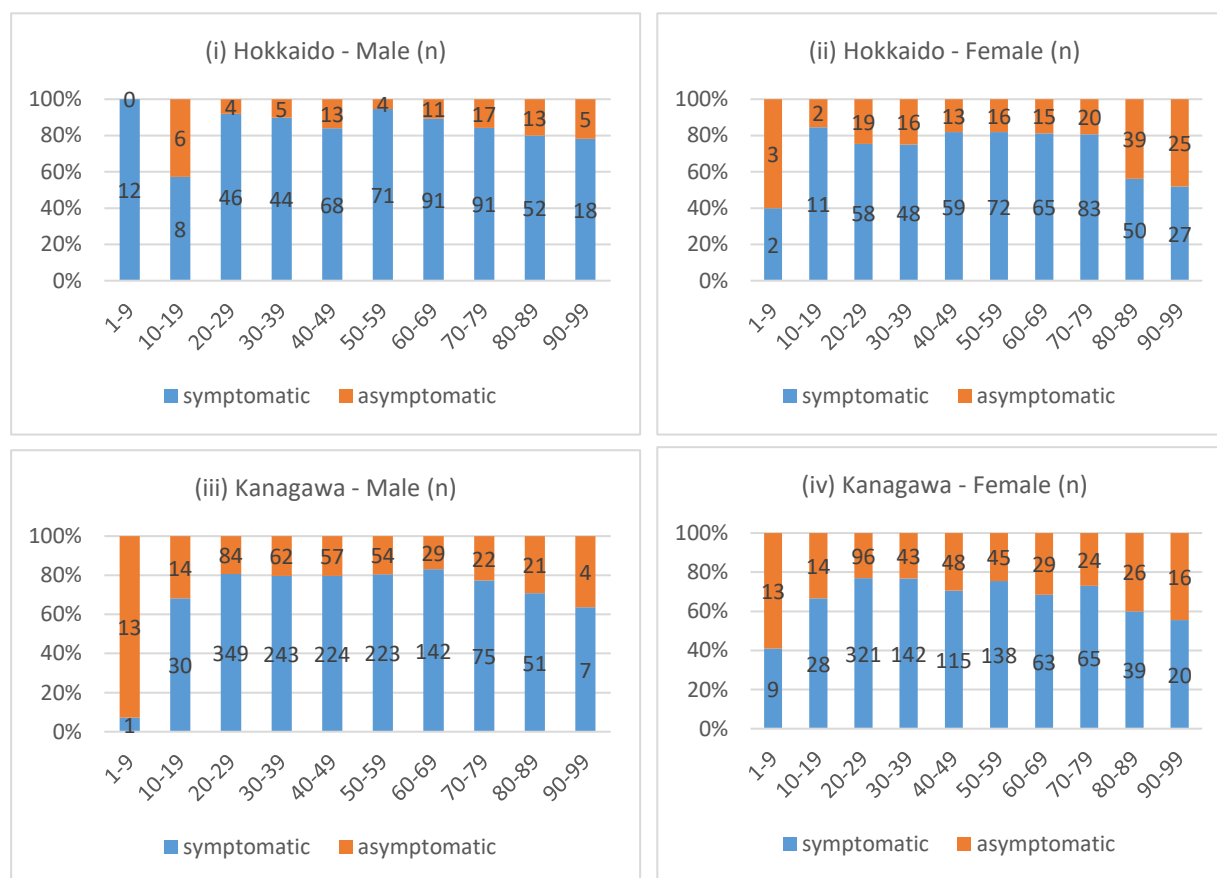 (i) Hokkaido - Male (n)
100%
80%
60%
40%
20%
0%
0 6 4 5 13 4 11 17 13 5
12 8 46 44 68 71 91 91 52 18
1-9 10-19 20-29 30-39 40-49 50-59 60-69 70-79 80-89 90-99
symptomatic asymptomatic
(ii) Hokkaido - Female (n)
100%
80%
60%
40%
20%
0%
3 2 19 16 13 16 15 20 39 25
2 11 58 48 59 72 65 83 50 27
1-9 10-19 20-29 30-39 40-49 50-59 60-69 70-79 80-89 90-99
symptomatic asymptomatic
(iii) Kanagawa - Male (n)
100%
80%
60%
40%
20%
0%
13 14 84 62 57 54 29 22 21 4
1 30 349 243 224 223 142 75 51 7
1-9 10-19 20-29 30-39 40-49 50-59 60-69 70-79 80-89 90-99
symptomatic asymptomatic
(iv) Kanagawa - Female (n)
100%
80%
60%
40%
20%
0%
13 14 96 43 48 45 29 24 26 16
9 28 321 142 115 138 63 65 39 20
1-9 10-19 20-29 30-39 40-49 50-59 60-69 70-79 80-89 90-99
symptomatic asymptomatic